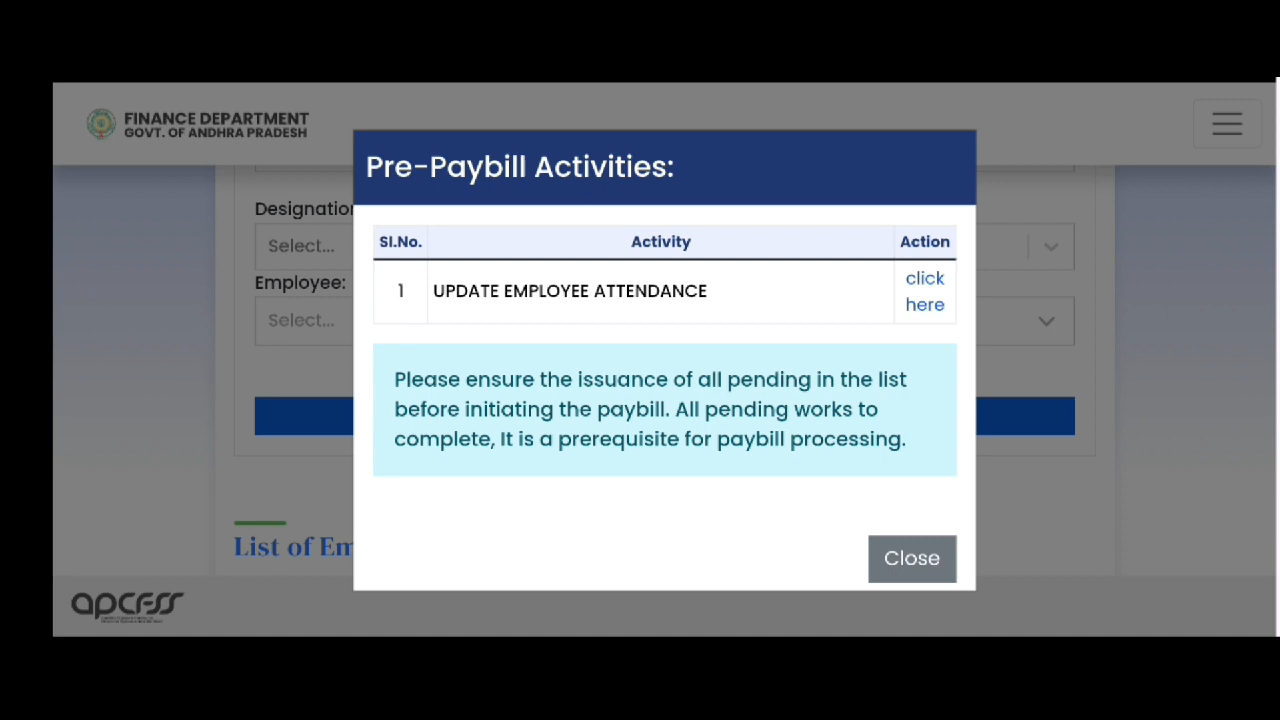 FINANCE DEPARTMENT
GOVT. OF ANDHRA PRADESH
Pre-Paybill Activities:
Sl.No. Activity Action
1 UPDATE EMPLOYEE ATTENDANCE click here
Please ensure the issuance of all pending in the list
before initiating the paybill. All pending works to
complete, It is a prerequisite for paybill processing.
Close
Designation
Select...
Employee:
Select...
List of Em
apcfss